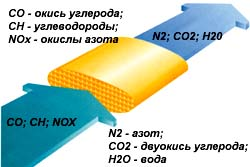 CO - окись углерода;
CH - углеводороды;
NOx - окислы азота
N2; CO2; H20
CO; CH; NOX
N2 - азот;
CO2 - двуокись углерода;
H2O - вода